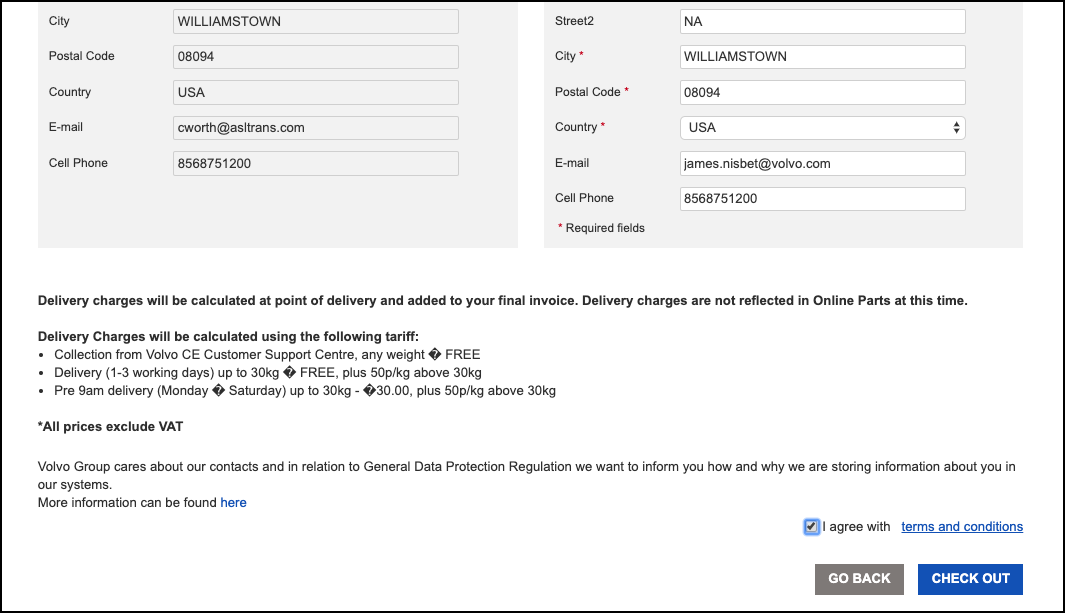 City WILLIAMSTOWN
Postal Code 08094
Country USA
E-mail cworth@asltrans.com
Cell Phone 8568751200
Street2 NA
City * WILLIAMSTOWN
Postal Code * 08094
Country * USA
E-mail james.nisbet@volvo.com
Cell Phone 8568751200
* Required fields
Delivery charges will be calculated at point of delivery and added to your final invoice. Delivery charges are not reflected in Online Parts at this time.
Delivery Charges will be calculated using the following tariff:
• Collection from Volvo CE Customer Support Centre, any weight � FREE
• Delivery (1-3 working days) up to 30kg � FREE, plus 50p/kg above 30kg
• Pre 9am delivery (Monday � Saturday) up to 30kg - �30.00, plus 50p/kg above 30kg
*All prices exclude VAT
Volvo Group cares about our contacts and in relation to General Data Protection Regulation we want to inform you how and why we are storing information about you in
our systems.
More information can be found here
I agree with terms and conditions
GO BACK CHECK OUT